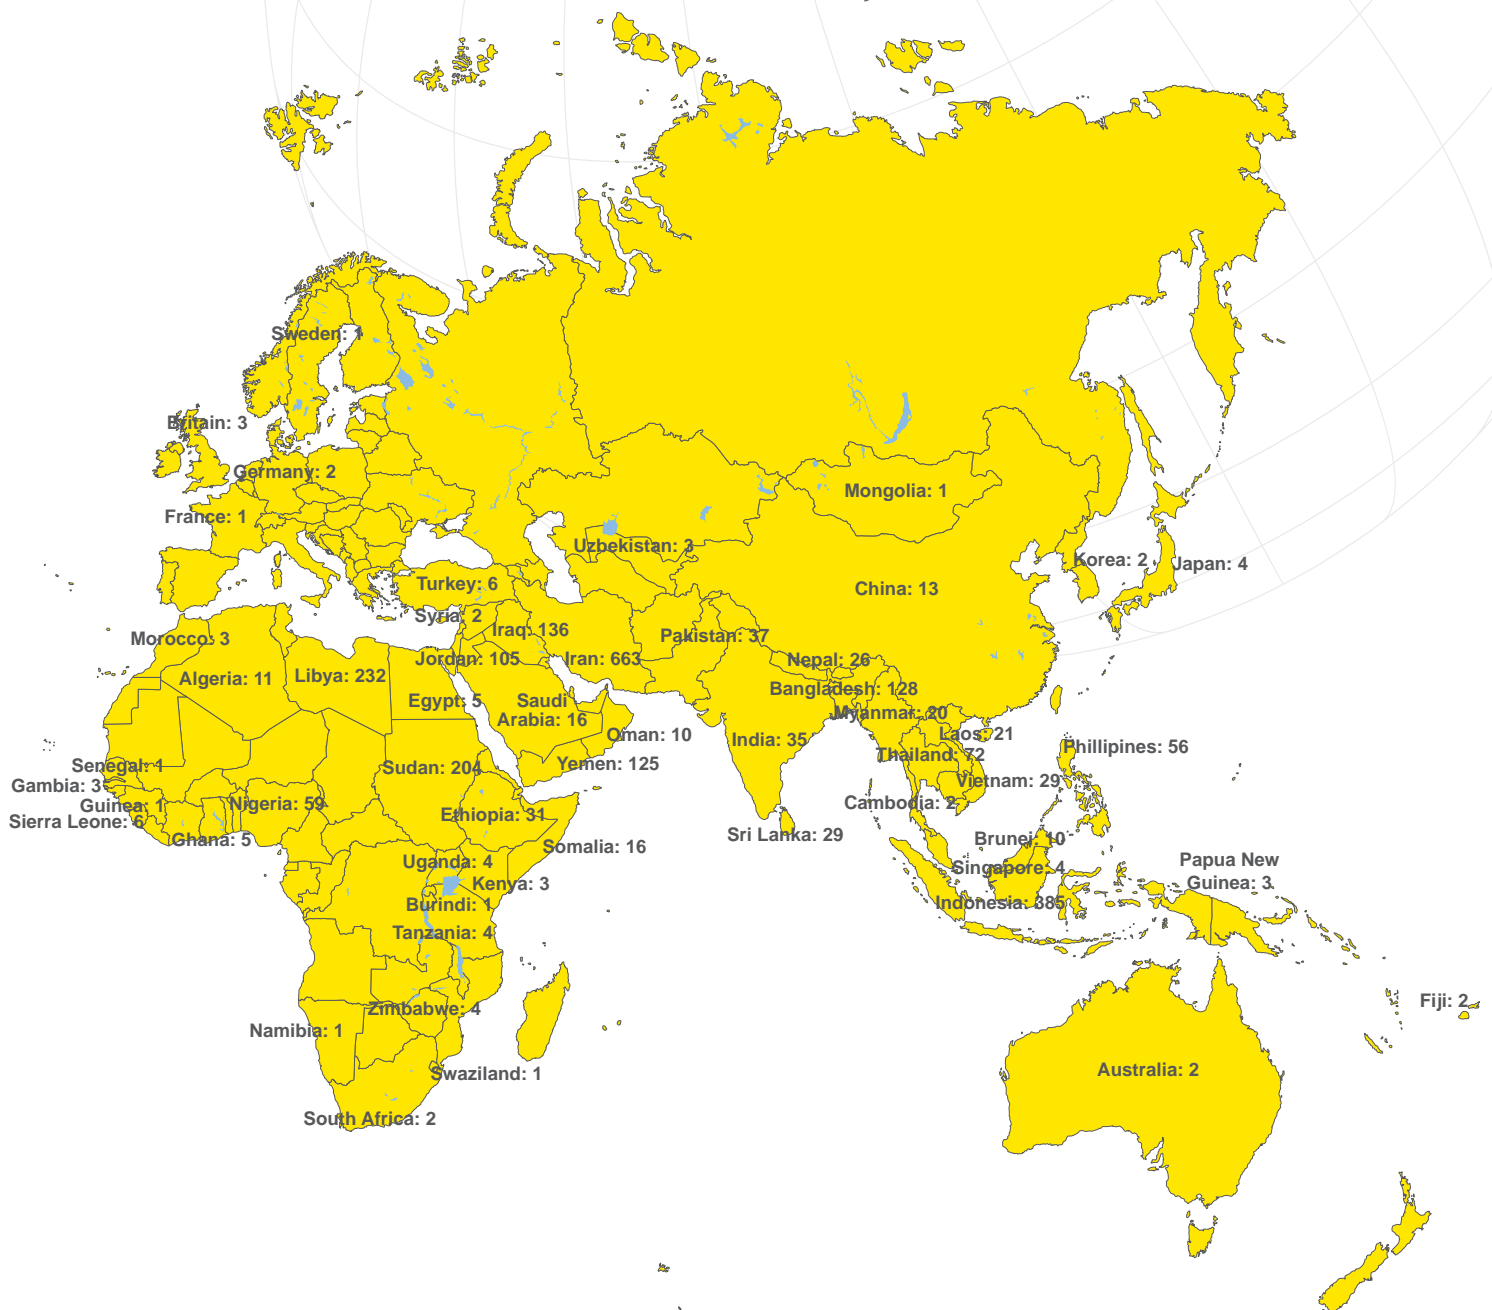 Sweden: 1
Britain: 3
Germany: 2
Mongolia: 1
France: 1
Uzbekistan: 3
Korea: 2
Japan: 4
Turkey: 6
China: 13
Syria: 2
Iraq: 136
Pakistan: 37
Morocco: 3
Jordan: 105
Iran: 663
Nepal: 26
Algeria: 11
Libya: 232
Bangladesh: 128
Egypt: 5
Saudi
Arabia: 16
Myanmar: 20
Oman: 10
India: 35
Laos: 21
Phillipines: 56
Thailand: 72
Senegal: 1
Sudan: 204
Yemen: 125
Vietnam: 29
Gambia: 3
Guinea: 1
Nigeria: 59
Cambodia: 2
Sierra Leone: 6
Ethiopia: 31
Ghana: 5
Sri Lanka: 29
Brunei: 10
Somalia: 16
Uganda: 4
Singapore: 4
Papua New
Guinea: 3
Kenya: 3
Burindi: 1
Indonesia: 385
Tanzania: 4
Fiji: 2
Zimbabwe: 4
Namibia: 1
Swaziland: 1
Australia: 2
South Africa: 2